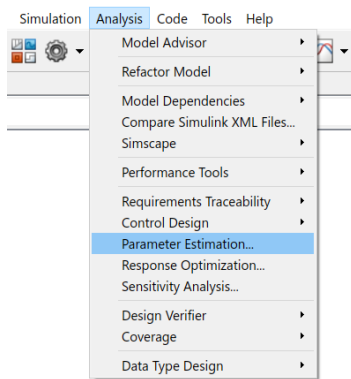 Simulation Analysis Code Tools Help
Model Advisor
Refactor Model
Model Dependencies
Compare Simulink XML Files...
Simscape
Performance Tools
Requirements Traceability
Control Design
Parameter Estimation...
Response Optimization...
Sensitivity Analysis...
Design Verifier
Coverage
Data Type Design